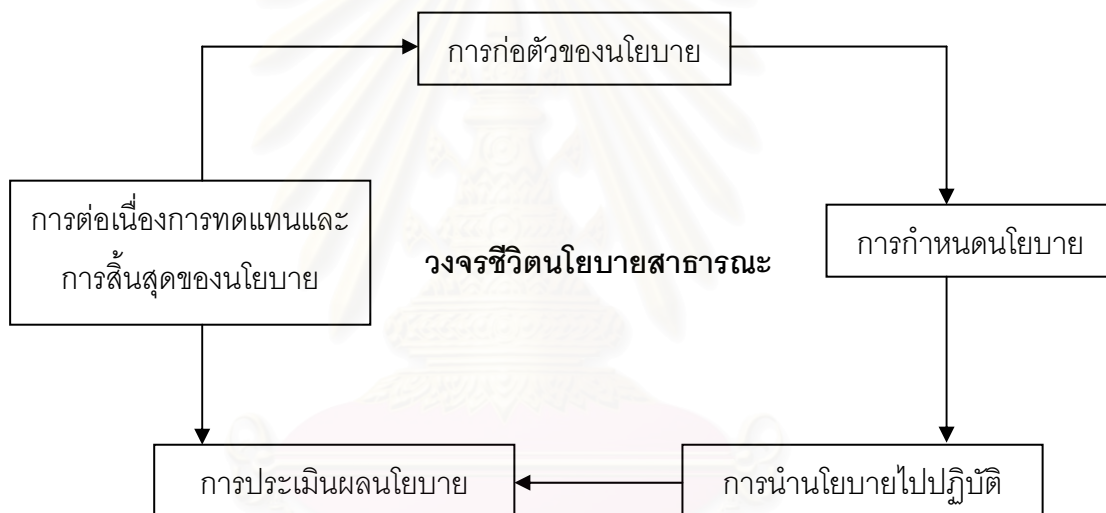 การก่อตัวของนโยบาย
การต่อเนื่องการทดแทนและ
การสิ้นสุดของนโยบาย
วงจรชีวิตนโยบายสาธารณะ
การกำหนดนโยบาย
การประเมินผลนโยบาย
การนำนโยบายไปปฏิบัติ